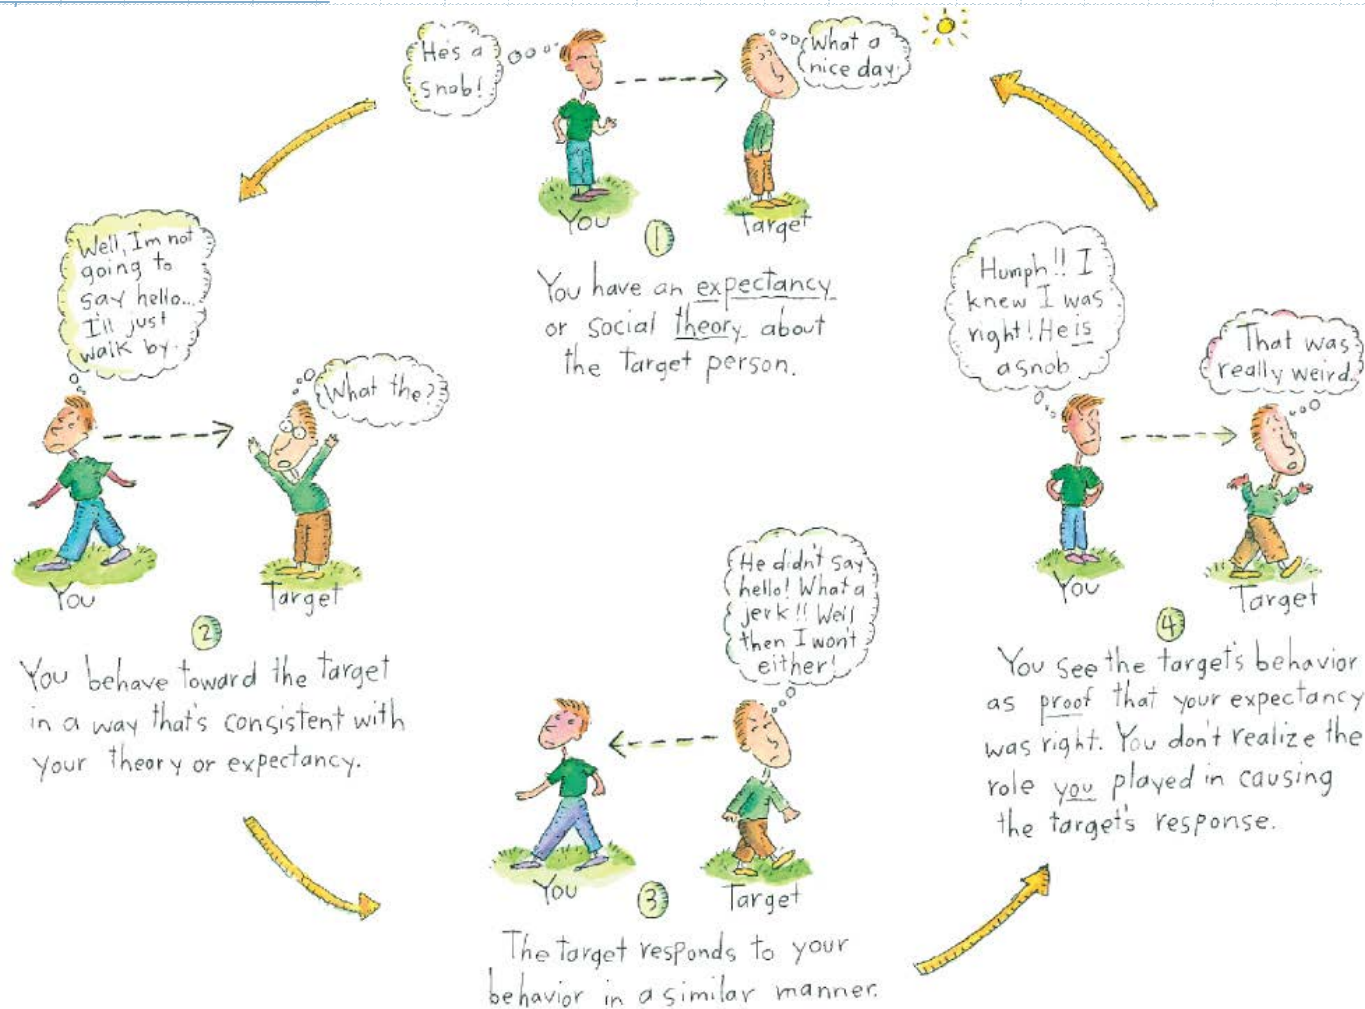 He's a
snob!
What a
nice day.
You
1
Target
You have an expectancy
or social theory about
the target person.
Well, I'm not
going to
say hello...
I'll just
walk by.
What the?
You
Target
2
You behave toward the target
in a way that's consistent with
your theory or expectancy.
He didn't say
hello! What a
jerk!! Well
then I won't
either!
You
3
Target
The target responds to your
behavior in a similar manner.
Humph!! I
knew I was
right! He is
a snob
That was
really weird.
You
4
Target
You see the target's behavior
as proof that your expectancy
was right. You don't realize the
role you played in causing
the target's response.